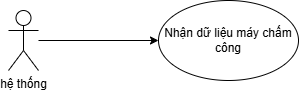 Nhận dữ liệu máy chấm
công
hệ thống